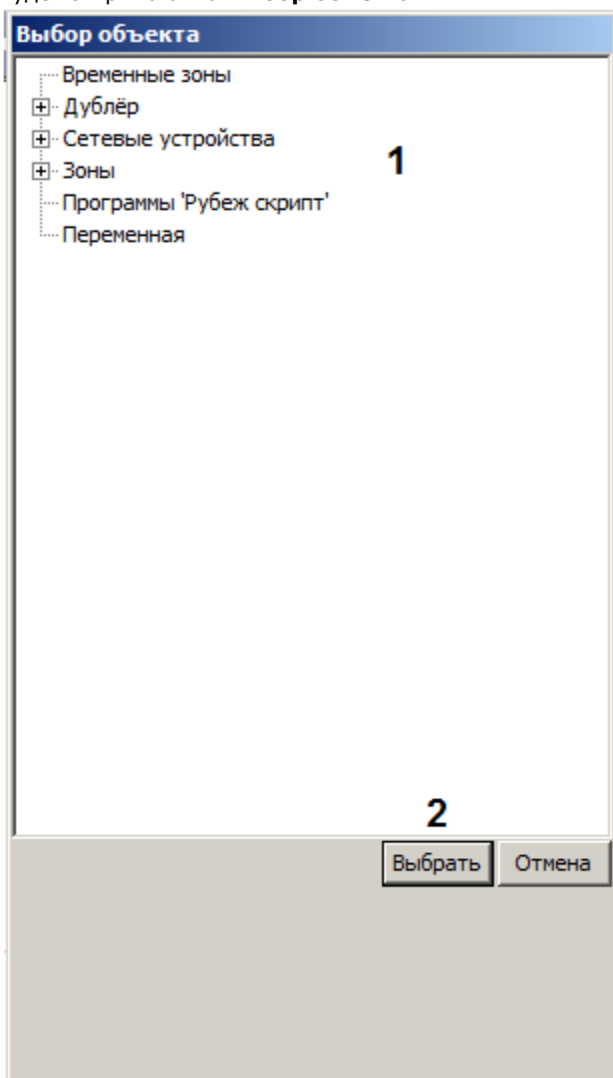 Выбор объекта
Временные зоны
Дублёр
Сетевые устройства
1
Зоны
Программы 'Рубеж скрипт'
Переменная
2
Выбрать Отмена